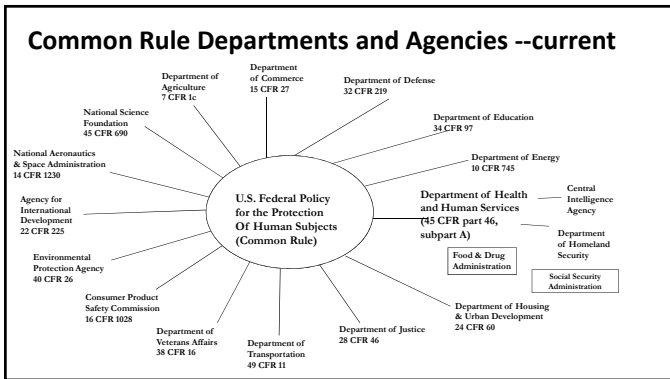 Common Rule Departments and Agencies --current
Department
of Commerce
15 CFR 27
Department of Defense
32 CFR 219
Department of
Agriculture
7 CFR 1c
National Science
Foundation
45 CFR 690
Department of Education
34 CFR 97
National Aeronautics
& Space Administration
14 CFR 1230
Department of Energy
10 CFR 745
Agency for
International
Development
22 CFR 225
U.S. Federal Policy
for the Protection
Of Human Subjects
(Common Rule)
Department of Health
and Human Services
(45 CFR part 46,
subpart A)
Central
Intelligence
Agency
Department
of Homeland
Security
Food & Drug
Administration
Social Security
Administration
Environmental
Protection Agency
40 CFR 26
Consumer Product
Safety Commission
16 CFR 1028
Department of
Veterans Affairs
38 CFR 16
Department of
Transportation
49 CFR 11
Department of Justice
28 CFR 46
Department of Housing
& Urban Development
24 CFR 60